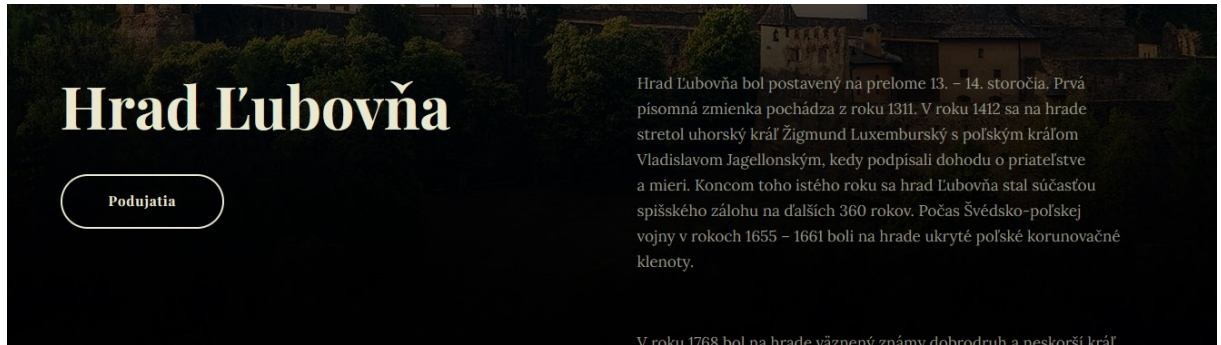 Hrad Ľubovňa
Podujatia
Hrad Ľubovňa bol postavený na prelome 13. – 14. storočia. Prvá
písomná zmienka pochádza z roku 1311. V roku 1412 sa na hrade
stretol uhorský kráľ Žigmund Luxemburský s poľským kráľom
Vladislavom Jagellonským, kedy podpísali dohodu o priateľstve
a mieri. Koncom toho istého roku sa hrad Ľubovňa stal súčasťou
spišského zálohu na ďalších 360 rokov. Počas Švédsko-poľskej
vojny v rokoch 1655 – 1661 boli na hrade ukryté poľské korunovačné
klenoty.
V roku 1768 bol na hrade väznený známy dobrodruh a neskorší kráľ